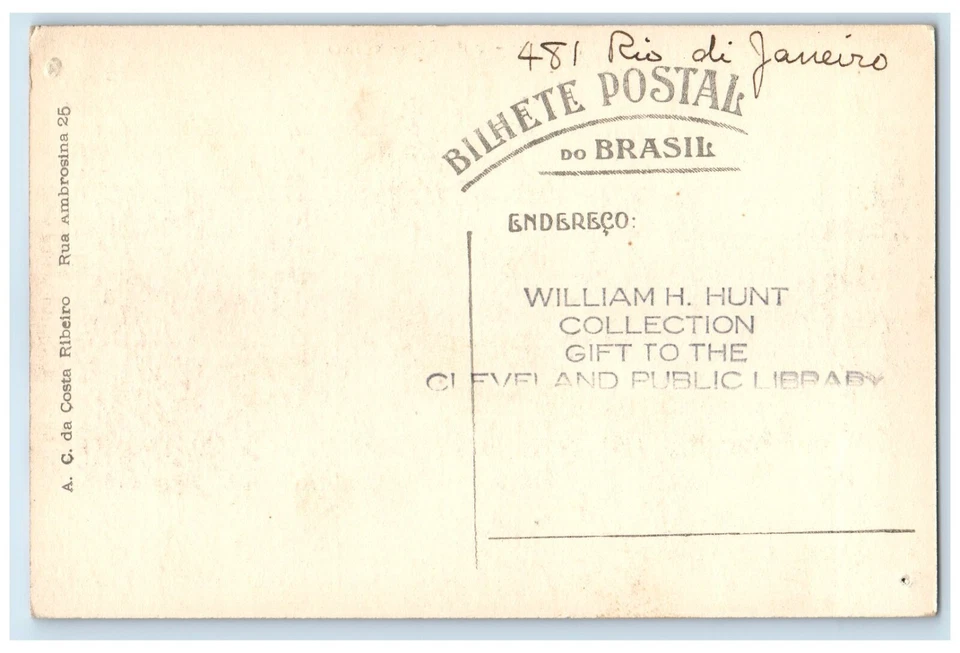 481 Rio di Janeiro
BILHETE POSTAL
DO BRASIL
ENDEREÇO:
WILLIAM H. HUNT
COLLECTION
GIFT TO THE
CLEVELAND PUBLIC LIBRARY
A. Ç. da Çosta Ribeiro Rua Ambrosina 25